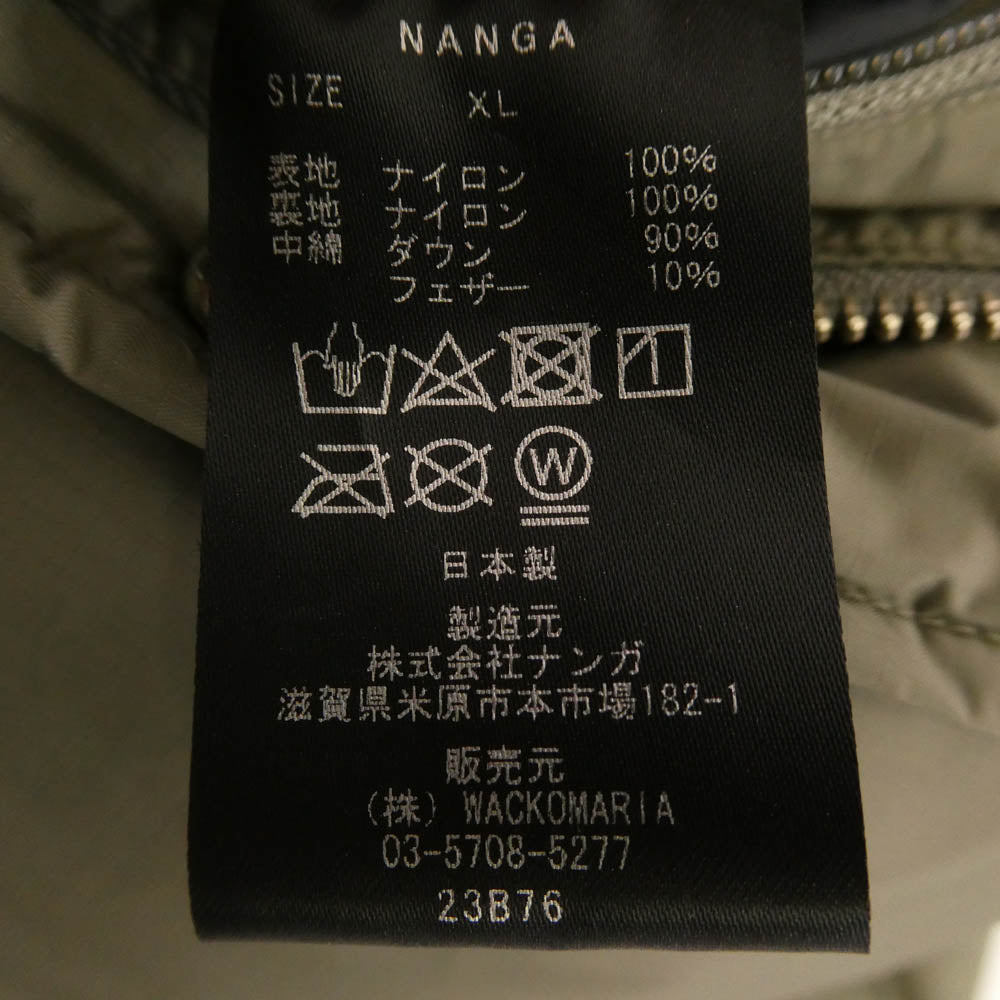 NANGA
SIZE XL
表地 ナイロン 100%
裏地 ナイロン 100%
中綿 ダウン 90%
フェザー 10%
W
日本製
製造元
株式会社ナンガ
滋賀県米原市本市場182-1
販売元
(株) WACKOMARIA
03-5708-5277
23B76